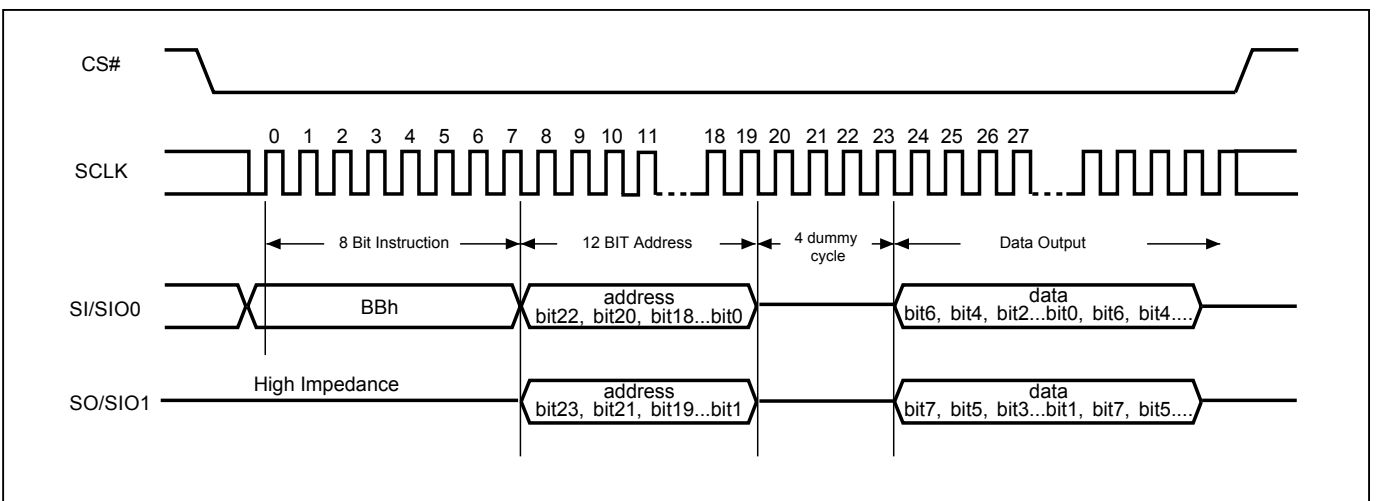 CS#
0 1 2 3 4 5 6 7 8 9 10 11 18 19 20 21 22 23 24 25 26 27
SCLK
8 Bit Instruction 12 BIT Address 4 dummy Data Output
cycle
SI/SIO0
BBh
address
bit22, bit20, bit18...bit0
data
bit6, bit4, bit2...bit0, bit6, bit4....
SO/SIO1
High Impedance
address
bit23, bit21, bit19...bit1
data
bit7, bit5, bit3...bit1, bit7, bit5....